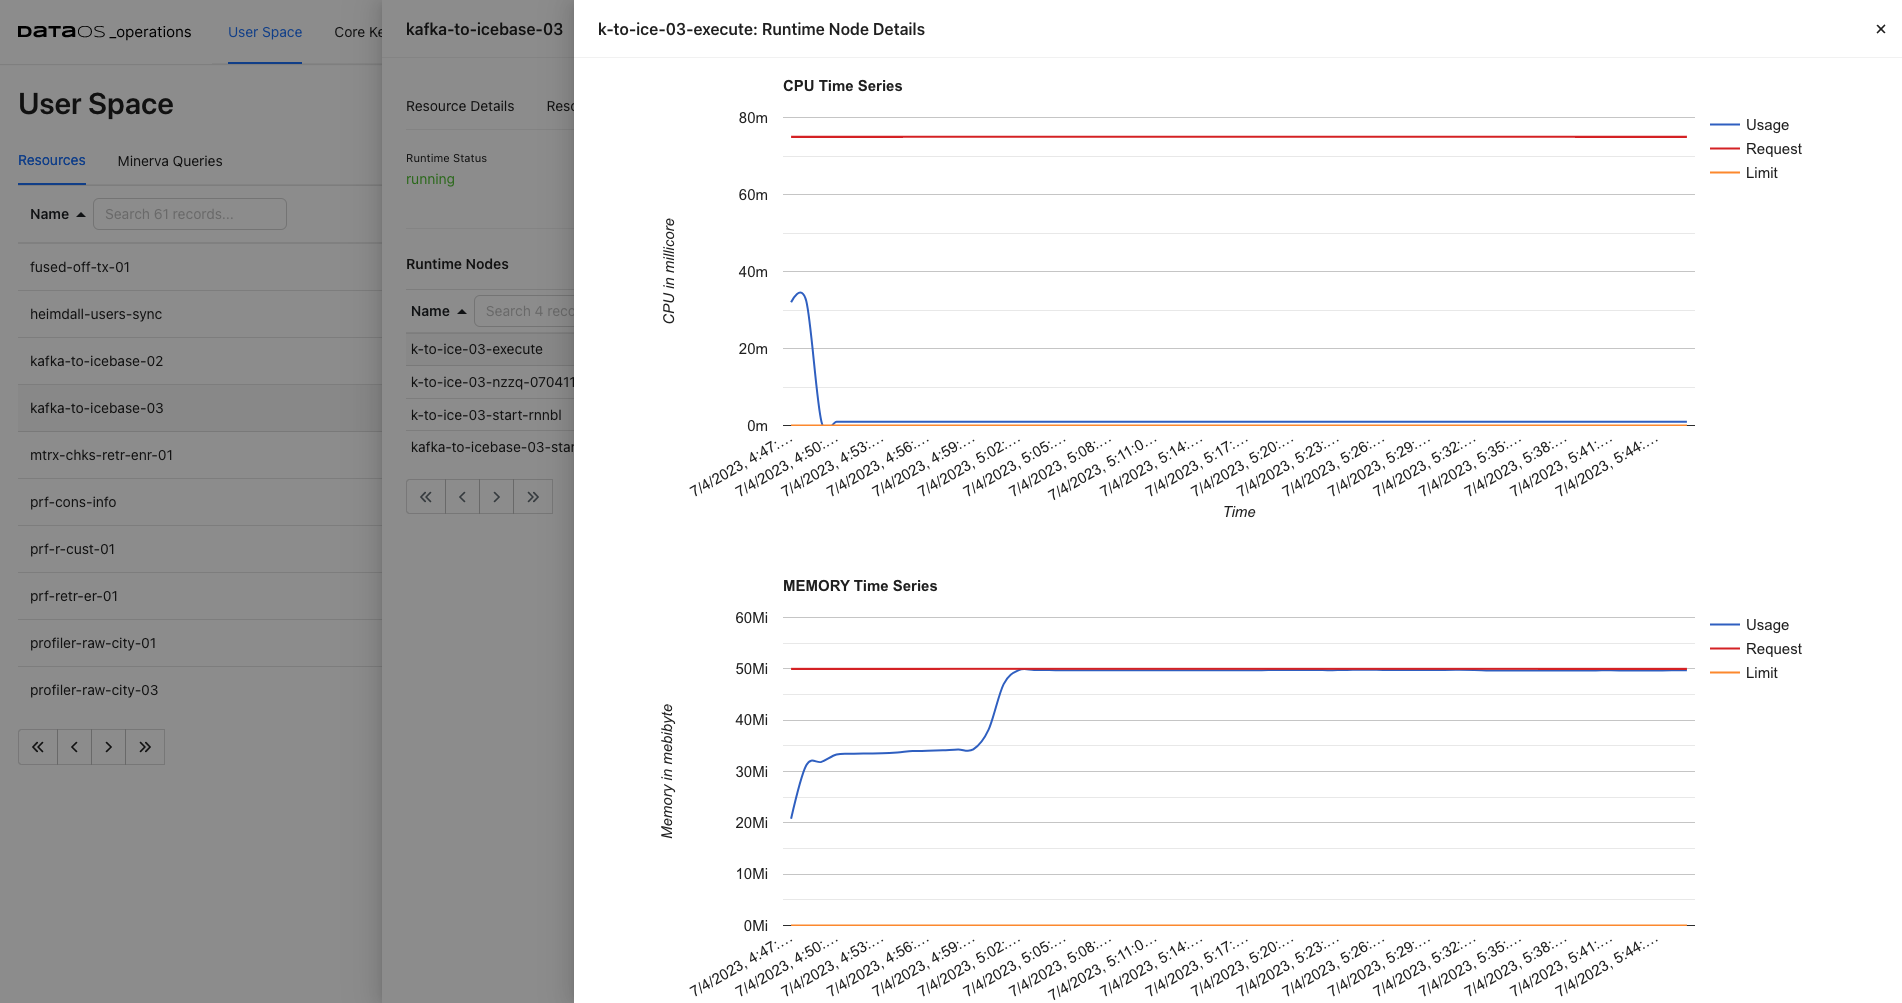 DATAOS_operations
User Space
Core Ke
User Space
Resources
Minerva Queries
Name
Search 61 records...
fused-off-tx-01
heimdall-users-sync
kafka-to-icebase-02
kafka-to-icebase-03
mtrx-chks-retr-enr-01
prf-cons-info
prf-r-cust-01
prf-retr-er-01
profiler-raw-city-01
profiler-raw-city-03
kafka-to-icebase-03
Resource Details
Reso
Runtime Status
running
Runtime Nodes
Name
Search 4 reco
k-to-ice-03-execute
k-to-ice-03-nzzq-070411
k-to-ice-03-start-rnnbl
kafka-to-icebase-03-star
k-to-ice-03-execute: Runtime Node Details
CPU Time Series
80m
60m
40m
20m
0m
CPU in millicore
7/4/2023, 4:47:…
7/4/2023, 4:50:…
7/4/2023, 4:53:…
7/4/2023, 4:56:…
7/4/2023, 4:59:…
7/4/2023, 5:02:…
7/4/2023, 5:05:…
7/4/2023, 5:08:…
7/4/2023, 5:11:0…
7/4/2023, 5:14:…
7/4/2023, 5:17:…
7/4/2023, 5:20:…
7/4/2023, 5:23:…
7/4/2023, 5:26:…
7/4/2023, 5:29:…
7/4/2023, 5:32:…
7/4/2023, 5:35:…
7/4/2023, 5:38:…
7/4/2023, 5:41:…
7/4/2023, 5:44:…
Time
Usage
Request
Limit
MEMORY Time Series
60Mi
50Mi
40Mi
30Mi
20Mi
10Mi
0Mi
Memory in mebibyte
7/4/2023, 4:47:…
7/4/2023, 4:50:…
7/4/2023, 4:53:…
7/4/2023, 4:56:…
7/4/2023, 4:59:…
7/4/2023, 5:02:…
7/4/2023, 5:05:…
7/4/2023, 5:08:…
7/4/2023, 5:11:0…
7/4/2023, 5:14:…
7/4/2023, 5:17:…
7/4/2023, 5:20:…
7/4/2023, 5:23:…
7/4/2023, 5:26:…
7/4/2023, 5:29:…
7/4/2023, 5:32:…
7/4/2023, 5:35:…
7/4/2023, 5:38:…
7/4/2023, 5:41:…
7/4/2023, 5:44:…
Usage
Request
Limit